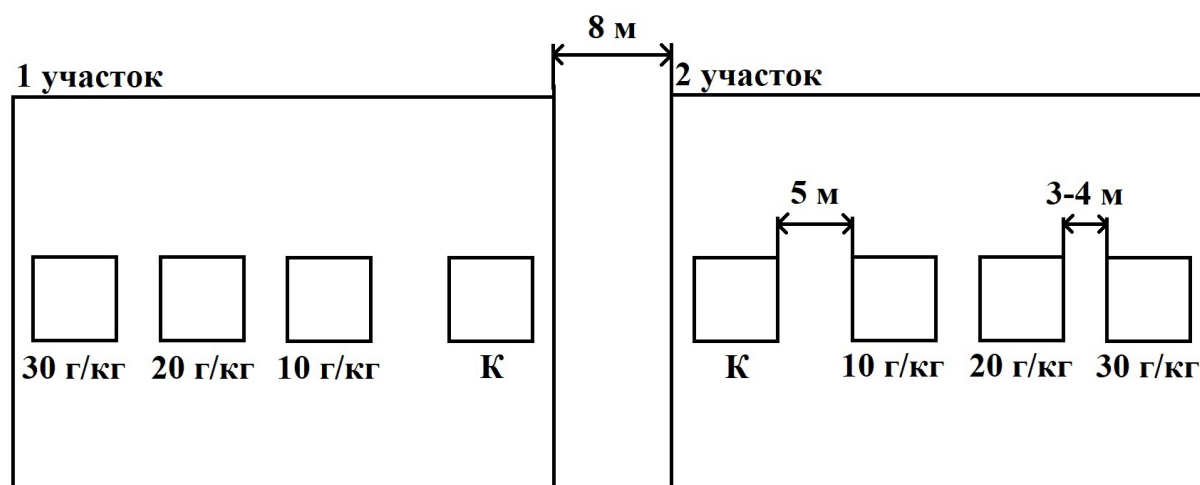 8 м
1 участок
2 участок
5 м
3-4 м
30 г/кг 20 г/кг 10 г/кг К
К 10 г/кг 20 г/кг 30 г/кг